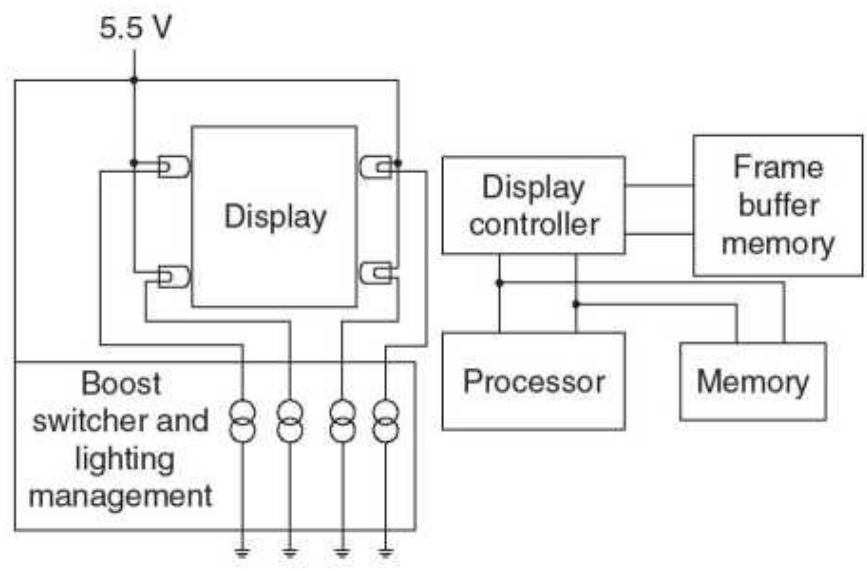 5.5 V
Display
Display
controller
Frame
buffer
memory
Processor
Memory
Boost
switcher and
lighting
management